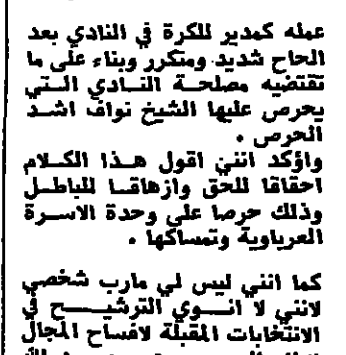 عمله كمدير للكرة في النادي بعد
الحاح شديد ومتكرر وبناء على ما
تقتضيه مصلحة النادي التي
يحرص عليها الشيخ نواف اشد
الحرص .
واؤكد انني اقول هذا الكلام
احقاقا للحق وازهاقا للباطل
وذلك حرصا على وحدة الاسرة
العرباوية وتمساكها .
كما انني ليس لي مارب شخصي
لانني لا انوي الترشيح في
الانتخابات المقبلة لافساح المجال